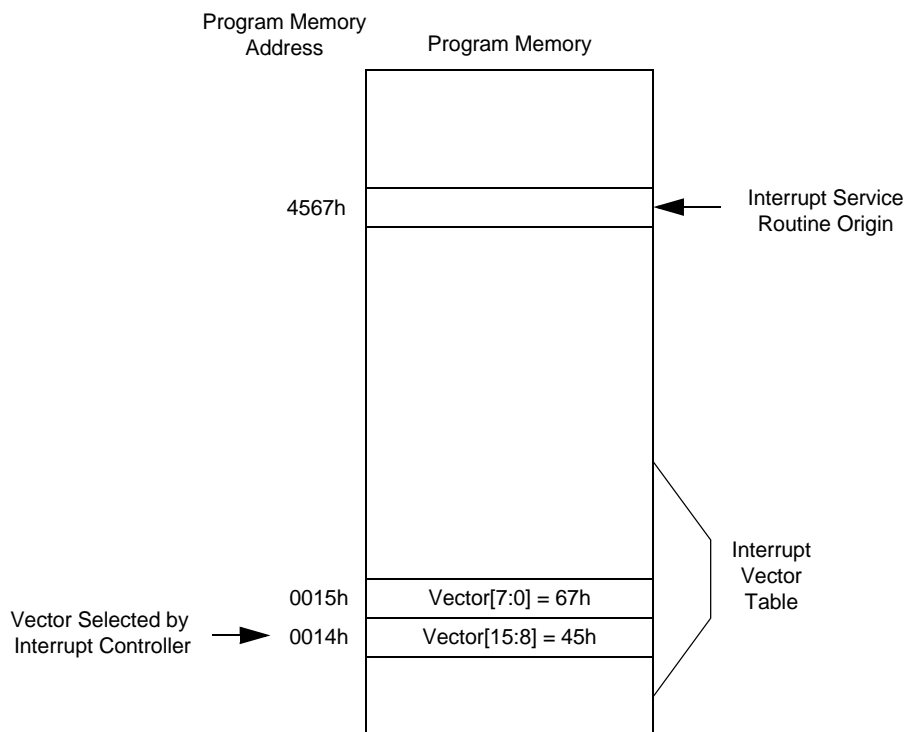 Program Memory
Address
Program Memory
4567h
Interrupt Service
Routine Origin
Interrupt
Vector
Table
0015h
Vector[7:0] = 67h
Vector Selected by
Interrupt Controller
0014h
Vector[15:8] = 45h